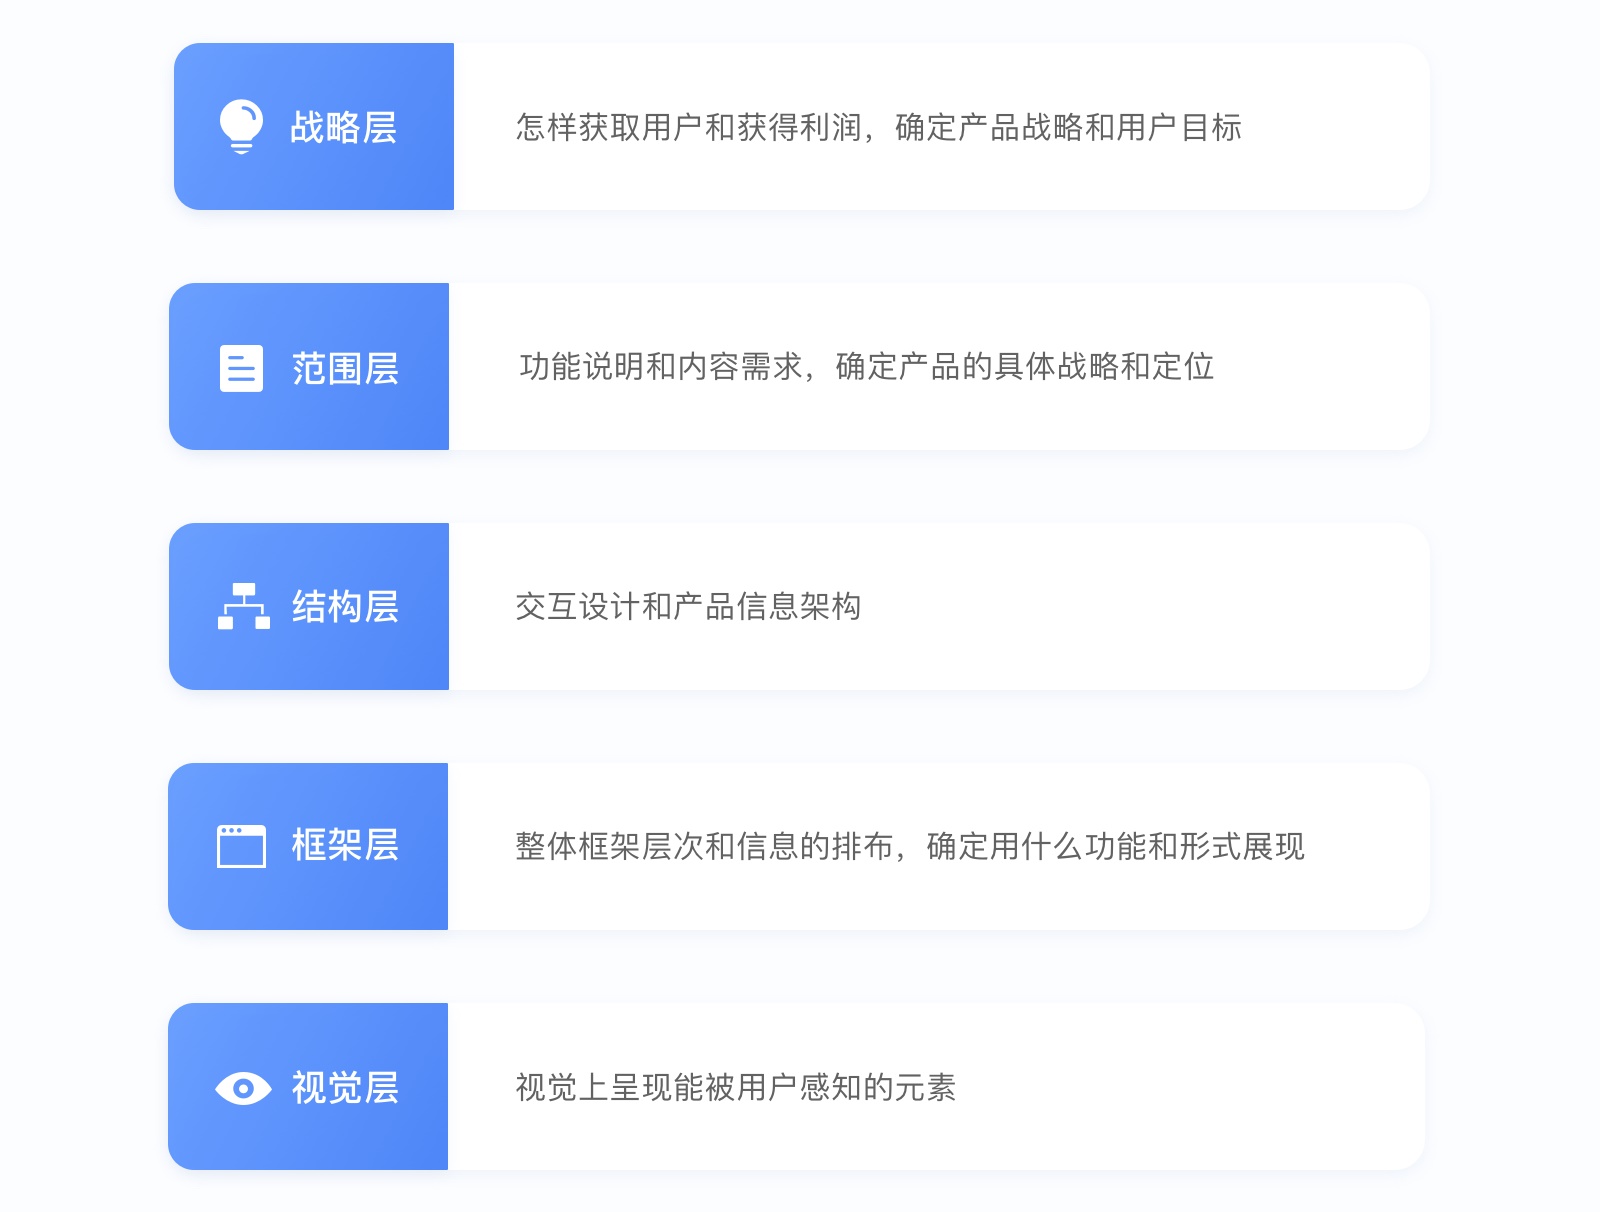 战略层
怎样获取用户和获得利润，确定产品战略和用户目标
范围层
功能说明和内容需求，确定产品的具体战略和定位
结构层
交互设计和产品信息架构
框架层
整体框架层次和信息的排布，确定用什么功能和形式展现
视觉层
视觉上呈现能被用户感知的元素